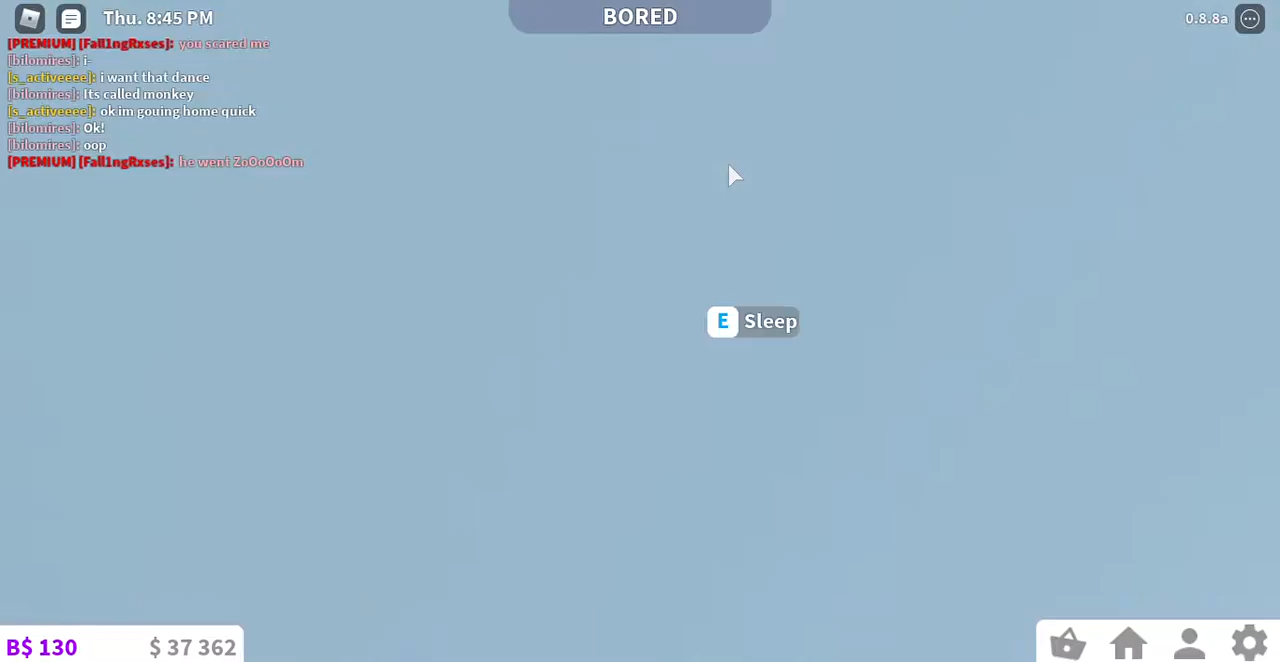 Thu. 8:45 PM
BORED
0.8.8a
[PREMIUM] [Fall1ngRxses]: you scared me
[bilomires]: i-
[s_activeeee]: i want that dance
[bilomires]: Its called monkey
[s_activeeee]: ok im gouing home quick
[bilomires]: Ok!
[bilomires]: oop
[PREMIUM] [Fall1ngRxses]: he went ZoOoOoOm
E Sleep
B$ 130
$ 37 362